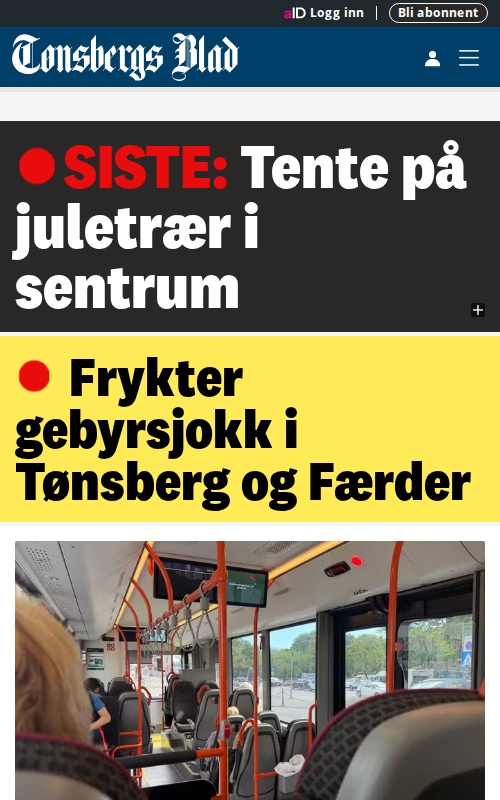 aID Logg inn
Bli abonnent
Tønsbergs Blad
SISTE: Tente på
juletrær i
sentrum
Frykter
gebyrsjokk i
Tønsberg og Færder